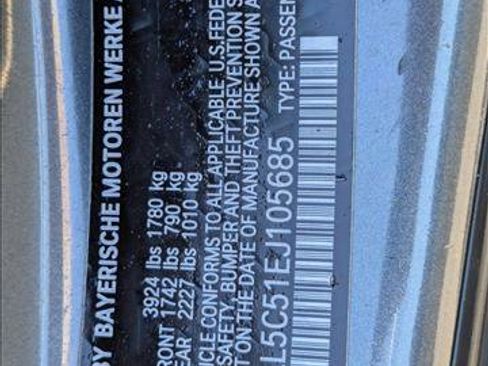 BY BAYERISCHE MOTOREN WERKE
3924 lbs 1780 kg
FRONT 1742 lbs 790 kg
REAR 2227 lbs 1010 kg
VEHICLE CONFORMS TO ALL APPLICABLE U.S. FEDE
SAFETY, BUMPER AND THEFT PREVENTION S
T ON THE DATE OF MANUFACTURE SHOWN A
L5C51EJ105685 TYPE: PASSEN